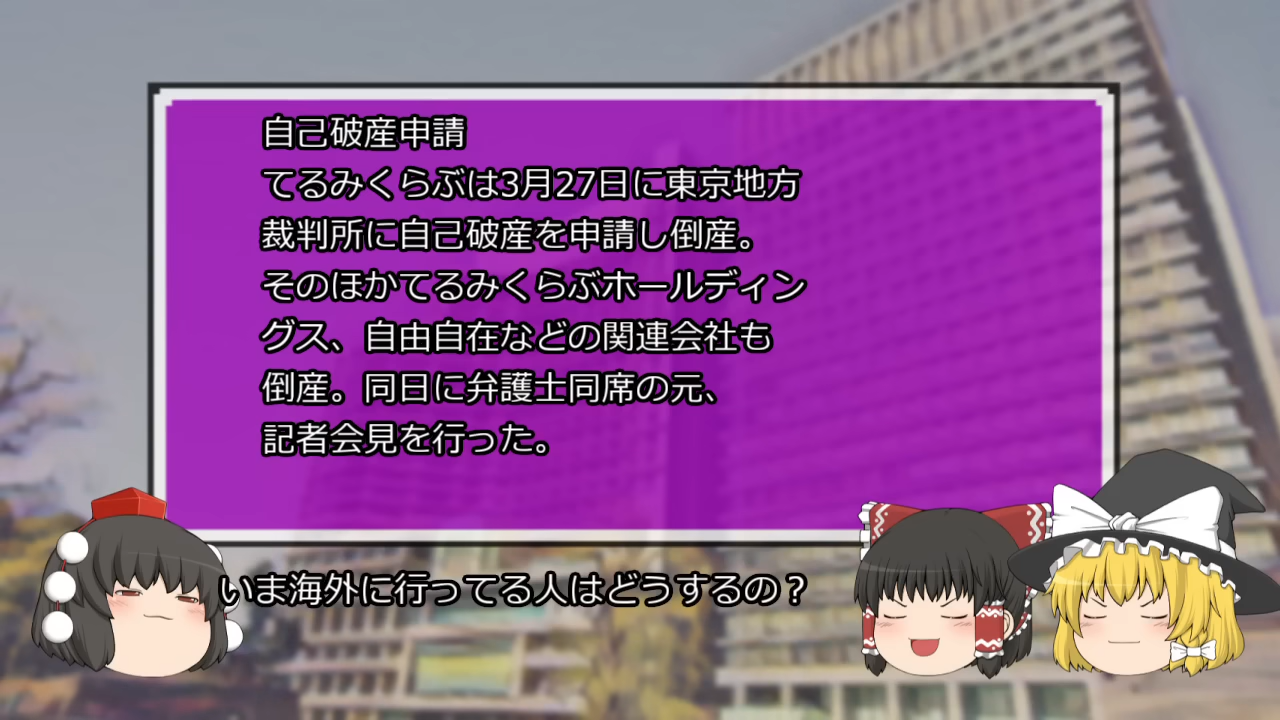 自己破産申請
てるみくらぶは3月27日に東京地方
裁判所に自己破産を申請し倒産。
そのほかてるみくらぶホールディン
グス、自由自在などの関連会社も
倒産。同日に弁護士同席の元、
記者会見を行った。
いま海外に行ってる人はどうするの？